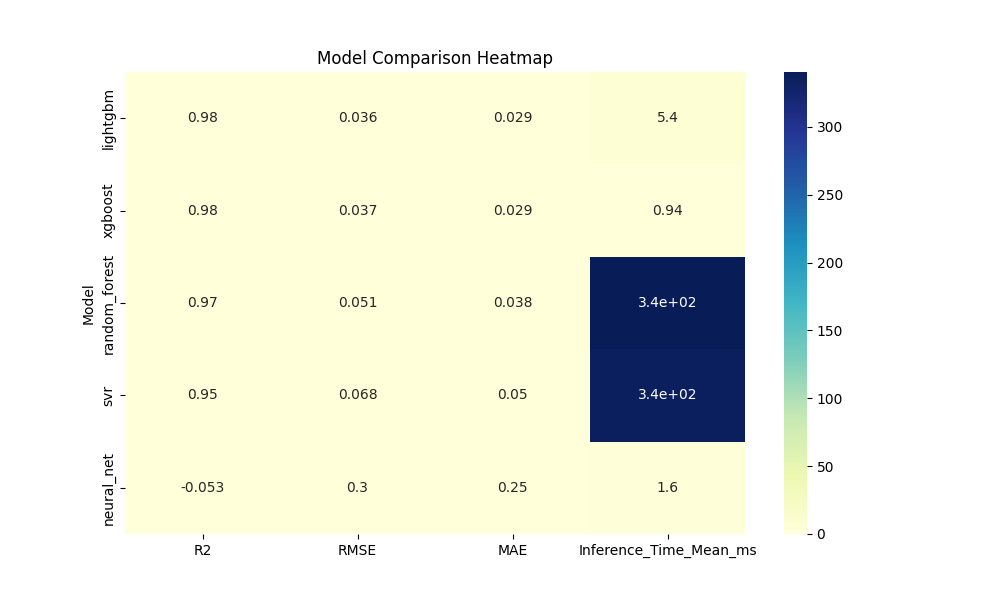 Model Comparison Heatmap
Model
lightgbm 0.98 0.036 0.029 5.4
xgboost 0.98 0.037 0.029 0.94
random_forest 0.97 0.051 0.038 3.4e+02
svr 0.95 0.068 0.05 3.4e+02
neural_net -0.053 0.3 0.25 1.6
R2 RMSE MAE Inference_Time_Mean_ms
300
250
200
150
100
50
0